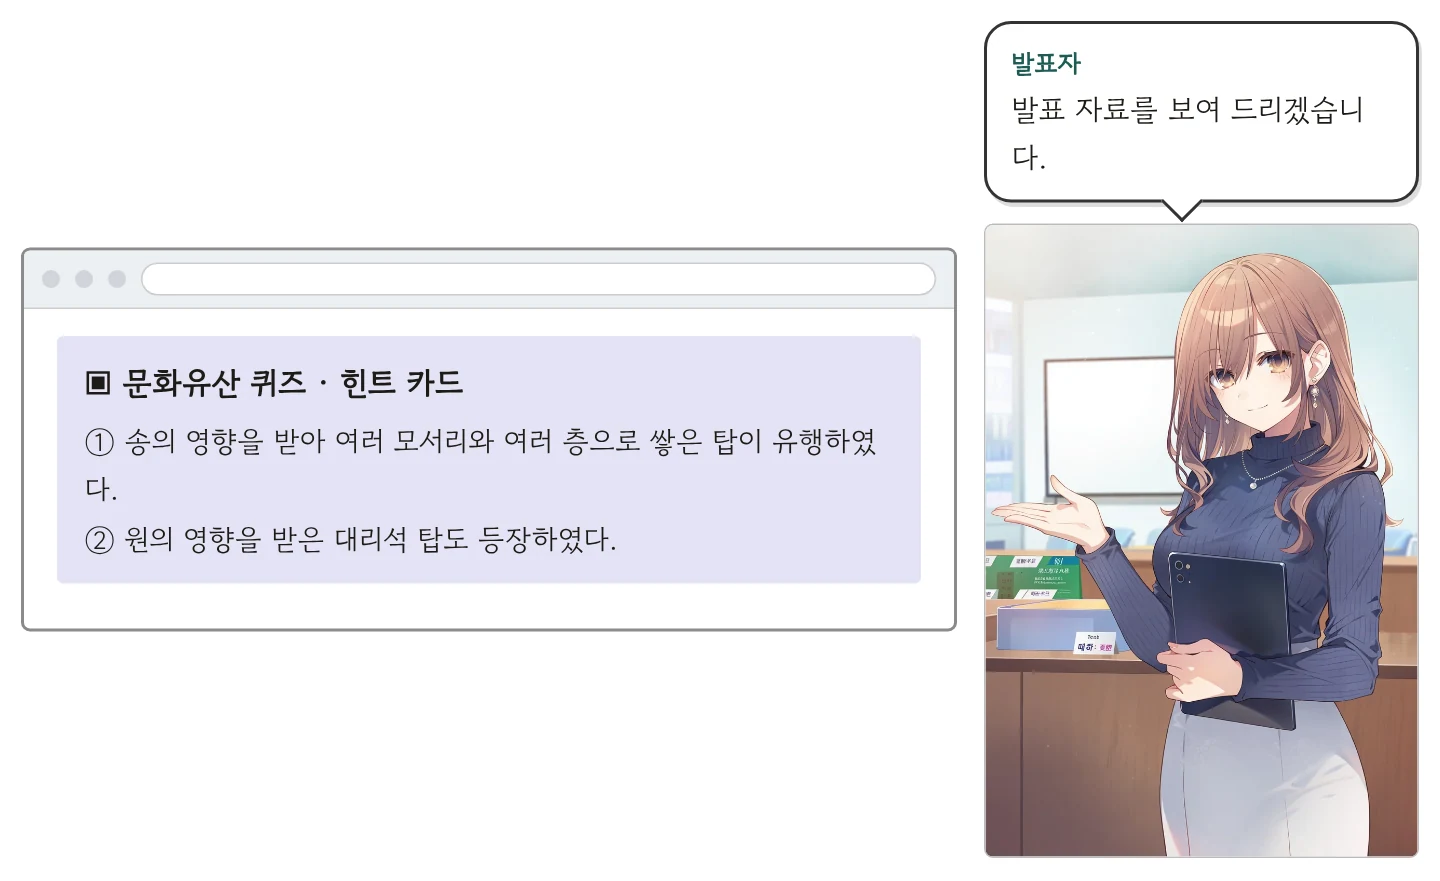 발표자
발표 자료를 보여 드리겠습니
다.
▣ 문화유산 퀴즈 · 힌트 카드
① 송의 영향을 받아 여러 모서리와 여러 층으로 쌓은 탑이 유행하였
다.
② 원의 영향을 받은 대리석 탑도 등장하였다.